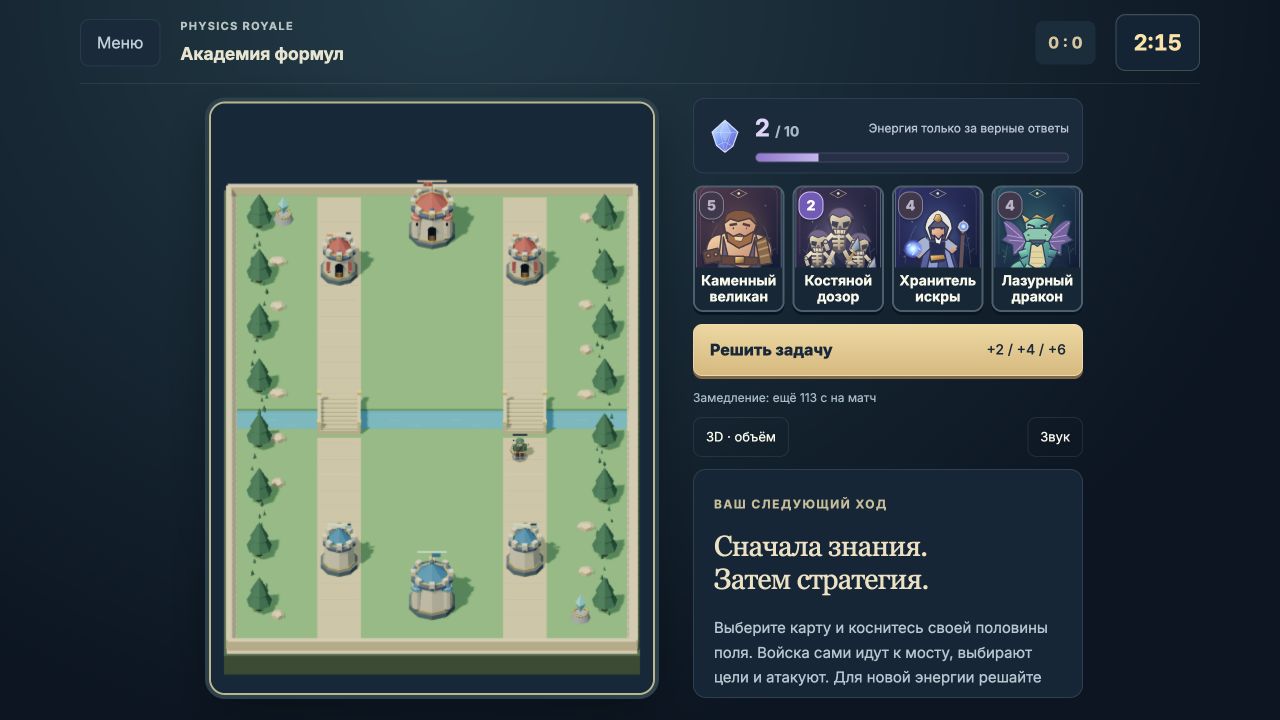 Меню
PHYSICS ROYALE
Академия формул
0 : 0
2:15
2 / 10
Энергия только за верные ответы
5
Каменный
великан
2
Костяной
дозор
4
Хранитель
искры
4
Лазурный
дракон
Решить задачу
+2 / +4 / +6
Замедление: ещё 113 с на матч
3D · объём
Звук
ВАШ СЛЕДУЮЩИЙ ХОД
Сначала знания.
Затем стратегия.
Выберите карту и коснитесь своей половины
поля. Войска сами идут к мосту, выбирают
цели и атакуют. Для новой энергии решайте